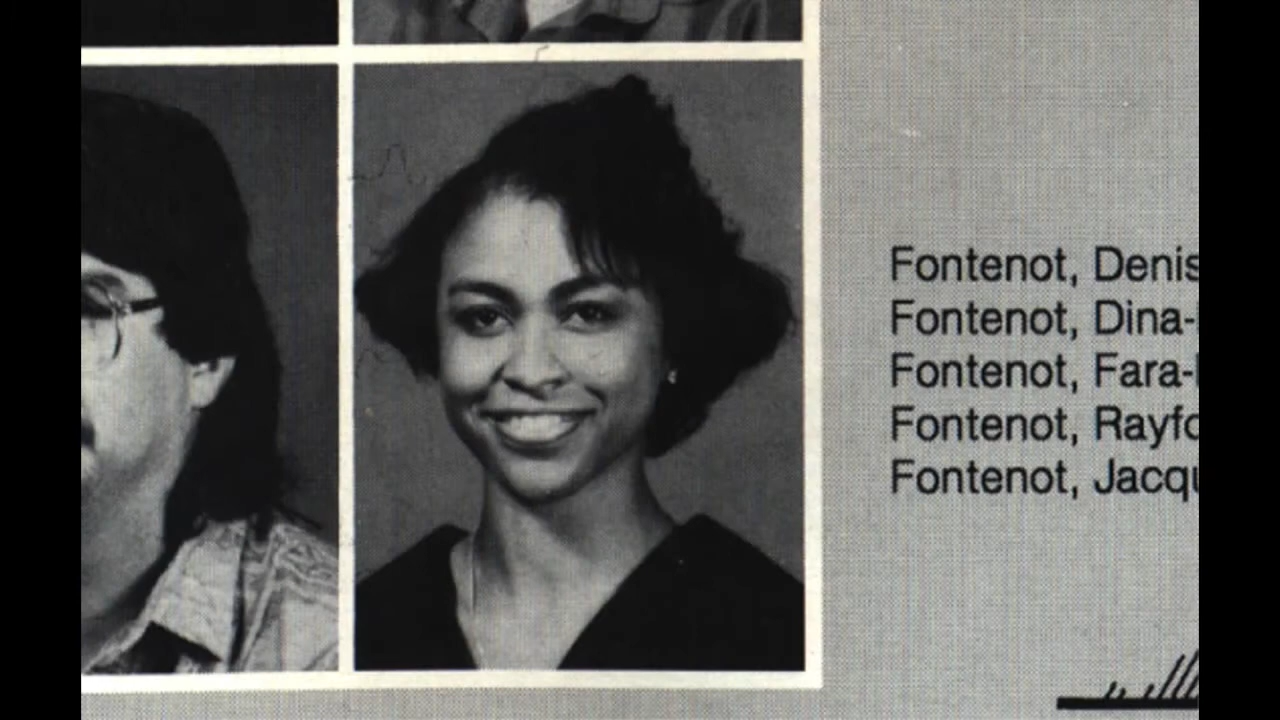 Fontenot, Denis
Fontenot, Dina-
Fontenot, Fara-
Fontenot, Rayfo
Fontenot, Jacqu